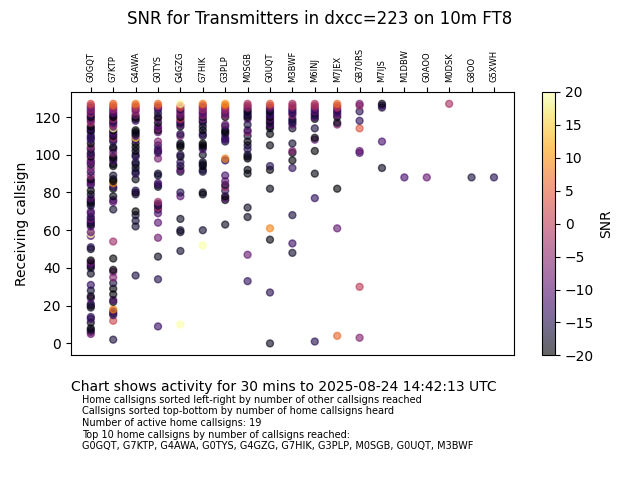 SNR for Transmitters in dxcc=223 on 10m FT8
G0GQT G7KTP G4AWA G0TYS G4GZG G7HIK G3PLP M0SGB G0UQT M3BWF M6INJ M7JEX GB70RS M7IJS M1DBW G0AOO M0DSK G8OO G5XWH
Receiving callsign
120
100
80
60
40
20
0
20
15
10
5
0
−5
−10
−15
−20
SNR
Chart shows activity for 30 mins to 2025-08-24 14:42:13 UTC
Home callsigns sorted left-right by number of other callsigns reached
Callsigns sorted top-bottom by number of home callsigns heard
Number of active home callsigns: 19
Top 10 home callsigns by number of callsigns reached:
G0GQT, G7KTP, G4AWA, G0TYS, G4GZG, G7HIK, G3PLP, M0SGB, G0UQT, M3BWF